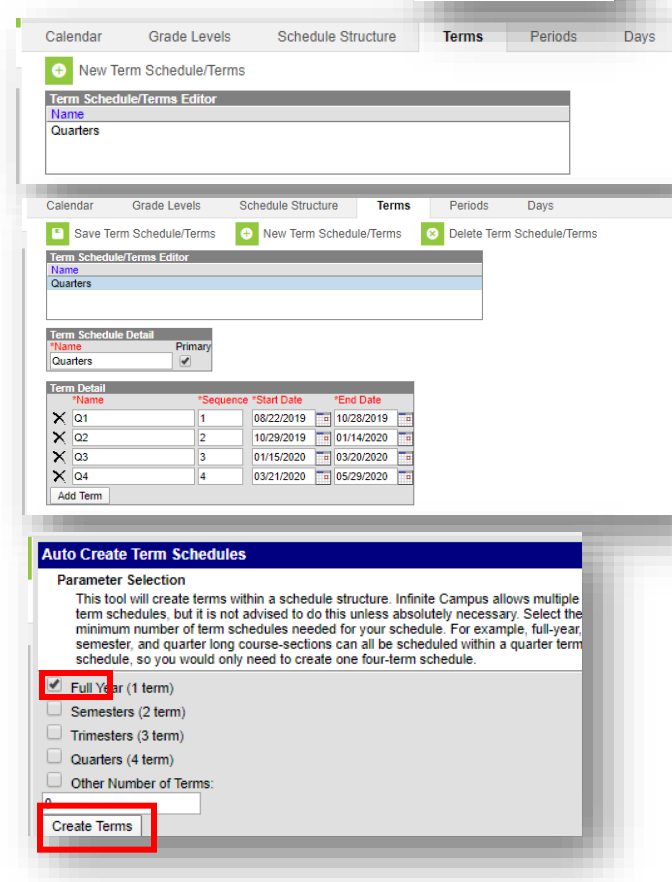 Calendar Grade Levels Schedule Structure Terms Periods Days
New Term Schedule/Terms
Term Schedule/Terms Editor
Name
Quarters
Calendar Grade Levels Schedule Structure Terms Periods Days
Save Term Schedule/Terms New Term Schedule/Terms Delete Term Schedule/Terms
Term Schedule/Terms Editor
Name
Quarters
Term Schedule Detail
*Name Primary
Quarters
Term Detail
*Name *Sequence *Start Date *End Date
Q1 1 08/22/2019 10/28/2019
Q2 2 10/29/2019 01/14/2020
Q3 3 01/15/2020 03/20/2020
Q4 4 03/21/2020 05/29/2020
Add Term
Auto Create Term Schedules
Parameter Selection
This tool will create terms within a schedule structure. Infinite Campus allows multiple
term schedules, but it is not advised to do this unless absolutely necessary. Select the
minimum number of term schedules needed for your schedule. For example, full-year,
semester, and quarter long course-sections can all be scheduled within a quarter term
schedule, so you would only need to create one four-term schedule.
Full Year (1 term)
Semesters (2 term)
Trimesters (3 term)
Quarters (4 term)
Other Number of Terms:
Create Terms